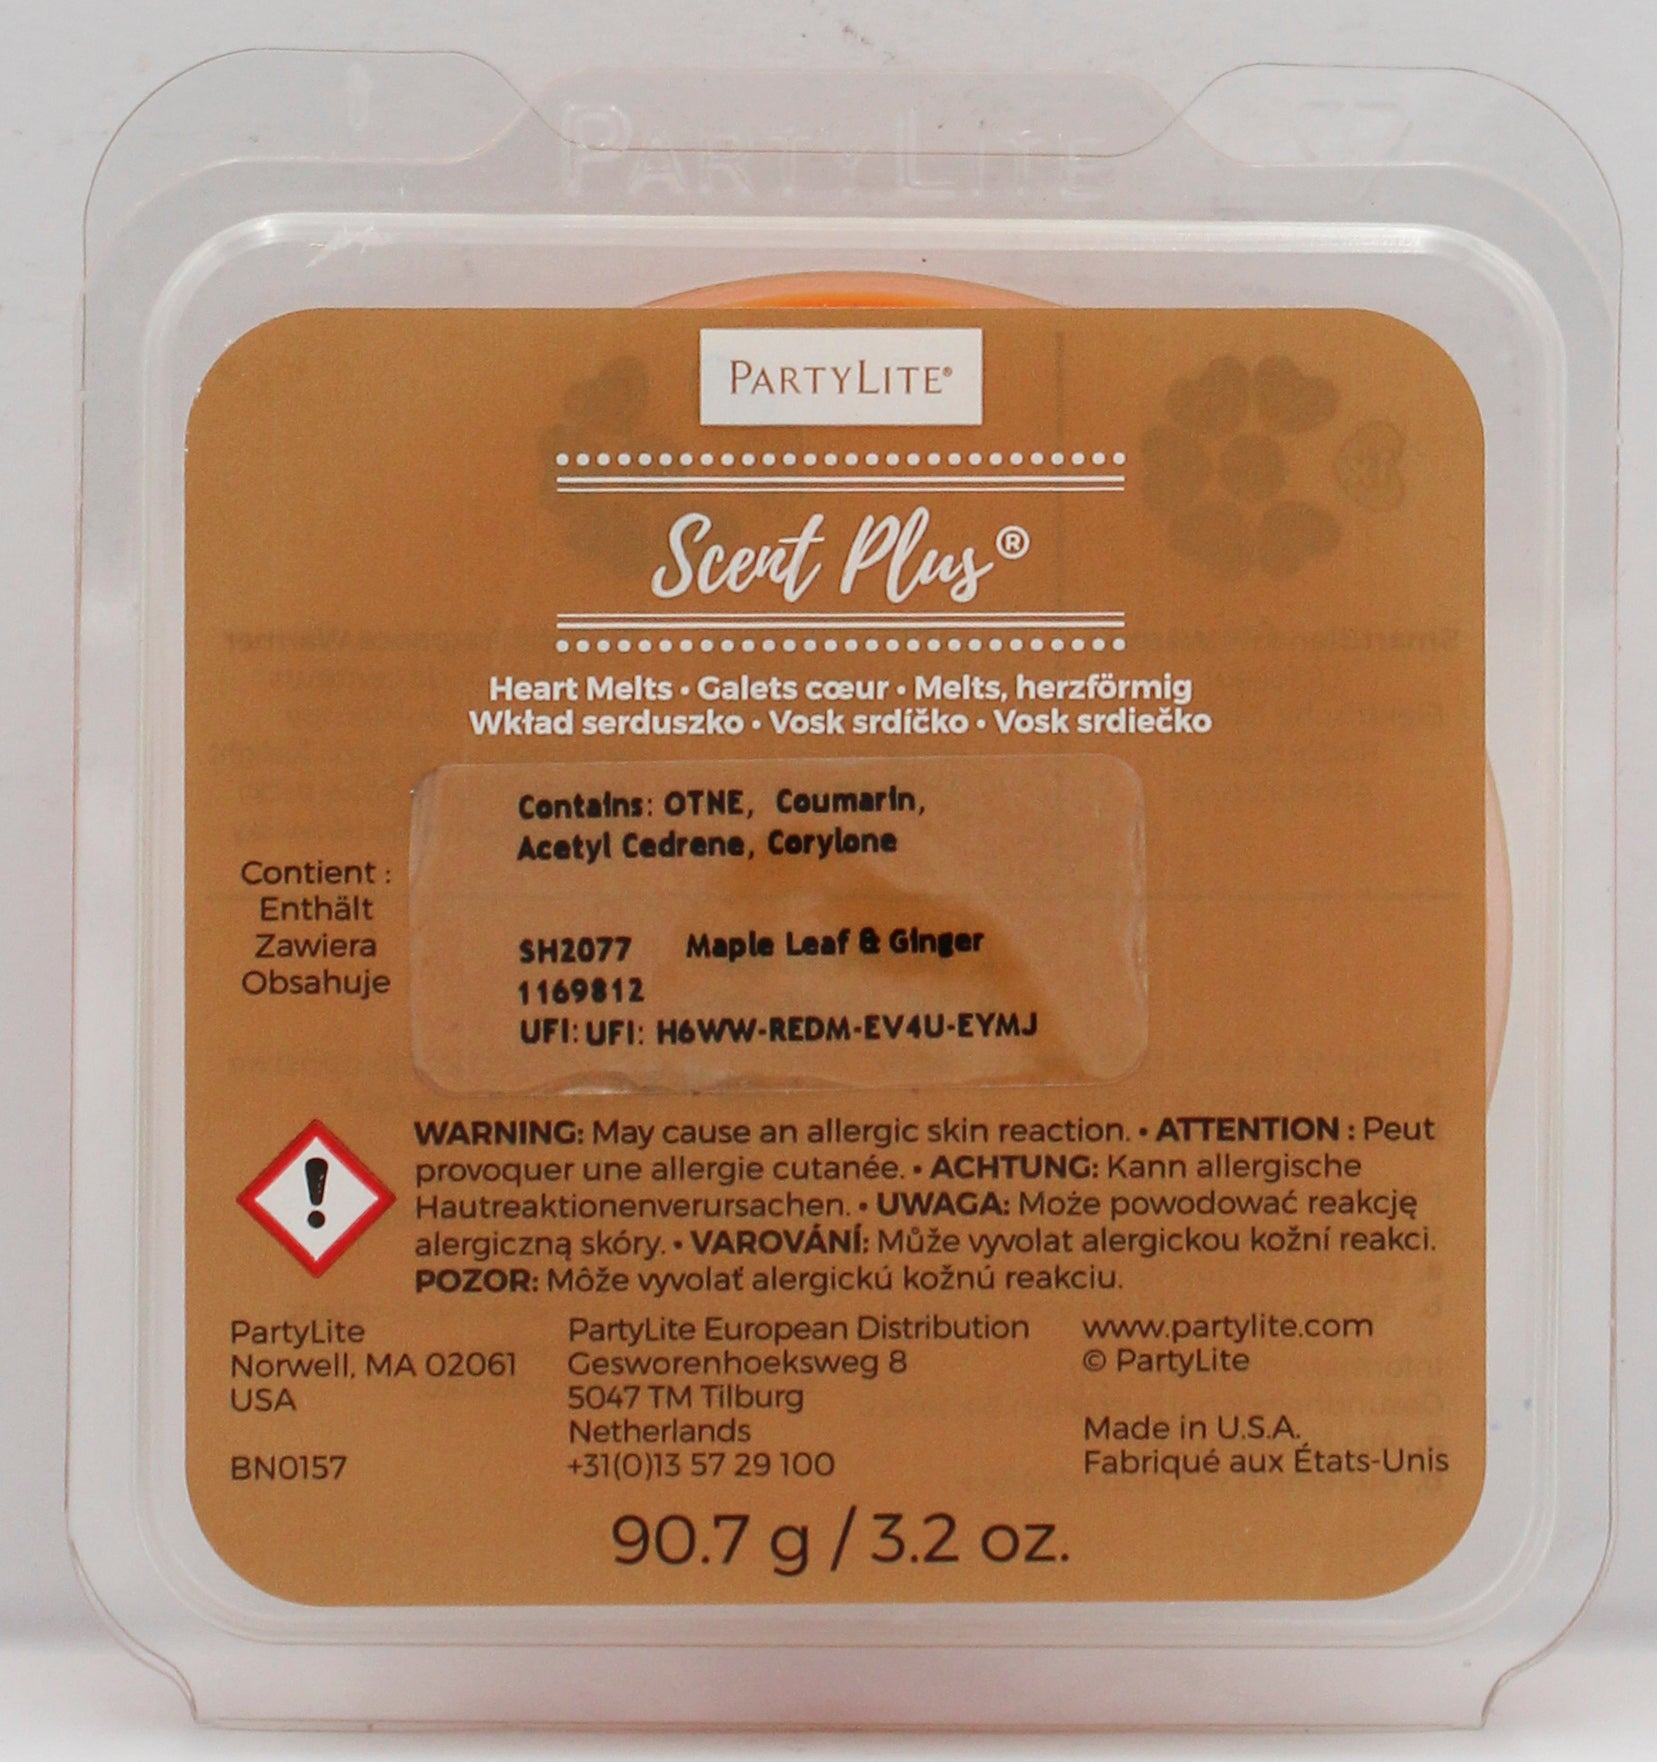 PARTYLITE
PARTYLITE®
Scent Plus®
Heart Melts • Galets cœur • Melts, herzförmig
Wkład serduszko • Vosk srdíčko • Vosk srdiečko
Contains: OTNE, Coumarin,
Acetyl Cedrene, Corylone
Contient :
Enthält
Zawiera
Obsahuje
SH2077 Maple Leaf & Ginger
1169812
UFI: UFI: H6WW-REDM-EV4U-EYMJ
WARNING: May cause an allergic skin reaction. • ATTENTION : Peut
provoquer une allergie cutanée. • ACHTUNG: Kann allergische
Hautreaktionenverursachen. • UWAGA: Może powodować reakcję
alergiczną skóry. • VAROVÁNÍ: Může vyvolat alergickou kožní reakci.
POZOR: Môže vyvolať alergickú kožnú reakciu.
PartyLite
Norwell, MA 02061
USA
BN0157
PartyLite European Distribution
Gesworenhoeksweg 8
5047 TM Tilburg
Netherlands
+31(0)13 57 29 100
www.partylite.com
© PartyLite
Made in U.S.A.
Fabriqué aux États-Unis
90.7 g / 3.2 oz.